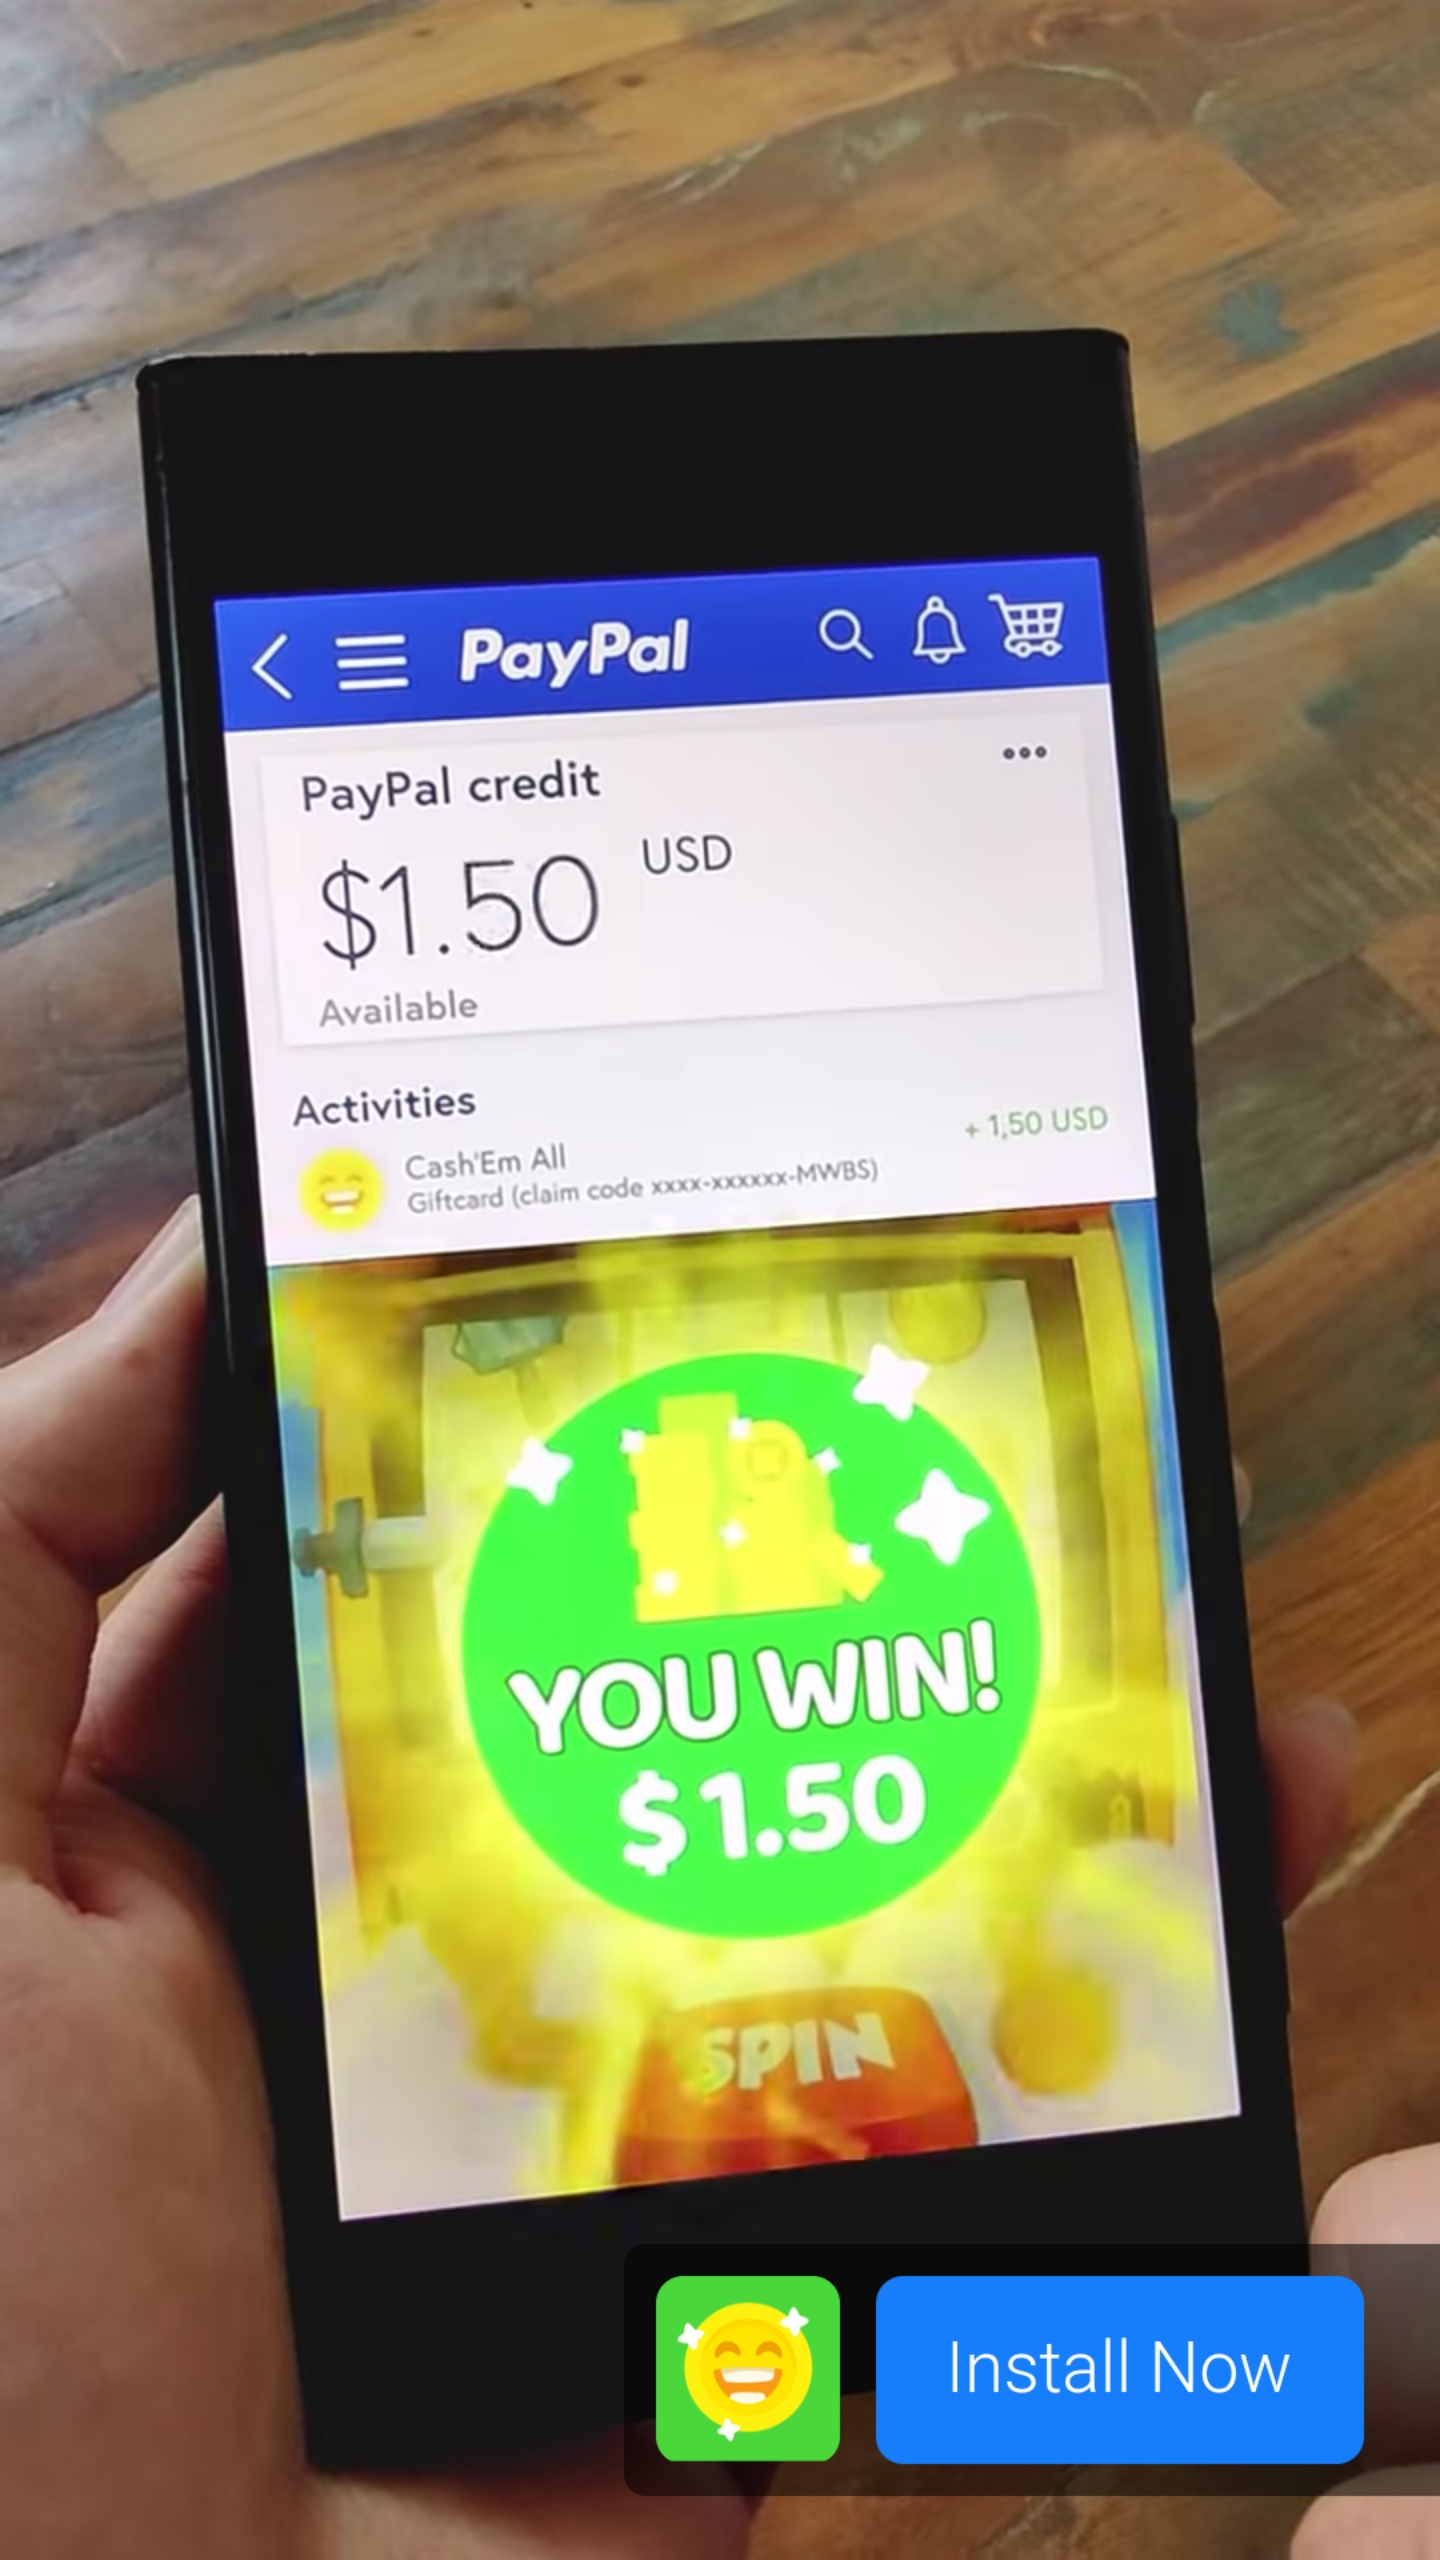 PayPal
PayPal credit
$1.50 USD
Available
Activities
Cash'Em All
+ 1,50 USD
Giftcard (claim code xxxx-xxxxxx-MWBS)
YOU WIN!
$1.50
SPIN
Install Now